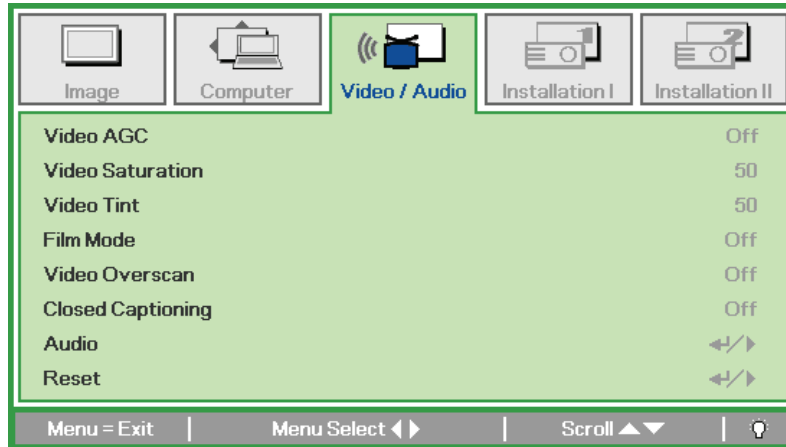 Image Computer Video / Audio Installation I Installation II
Video AGC Off
Video Saturation 50
Video Tint 50
Film Mode Off
Video Overscan Off
Closed Captioning Off
Audio
Reset
Menu = Exit Menu Select Scroll